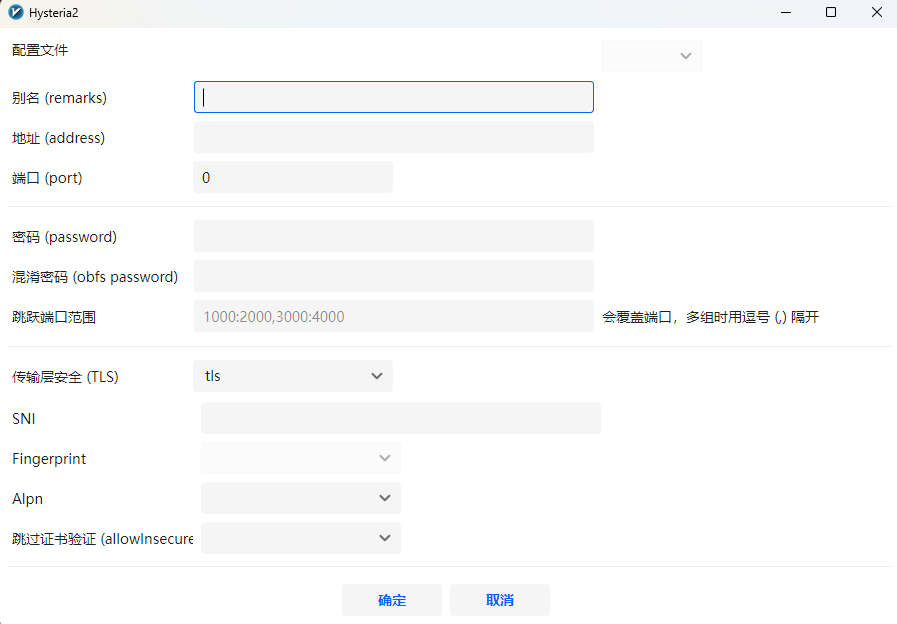 Hysteria2
配置文件
别名 (remarks)
地址 (address)
端口 (port) 0
密码 (password)
混淆密码 (obfs password)
跳跃端口范围 1000:2000,3000:4000 会覆盖端口，多组时用逗号 (,) 隔开
传输层安全 (TLS) tls
SNI
Fingerprint
Alpn
跳过证书验证 (allowInsecure
确定 取消